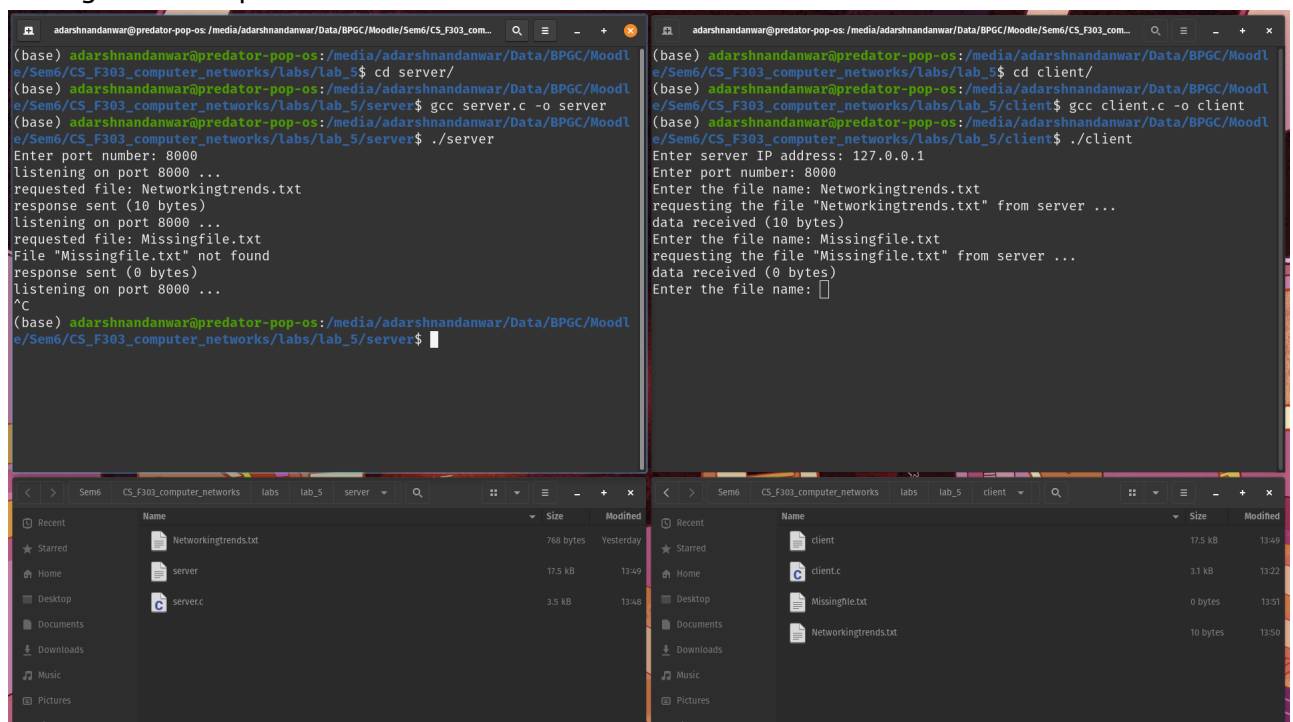 adarshnandanwar@predator-pop-os: /media/adarshnandanwar/Data/BPGC/Moodle/Sem6/CS_F303_com...
(base) adarshnandanwar@predator-pop-os:/media/adarshnandanwar/Data/BPGC/Moodl
e/Sem6/CS_F303_computer_networks/labs/lab_5$ cd server/
(base) adarshnandanwar@predator-pop-os:/media/adarshnandanwar/Data/BPGC/Moodl
e/Sem6/CS_F303_computer_networks/labs/lab_5/server$ gcc server.c -o server
(base) adarshnandanwar@predator-pop-os:/media/adarshnandanwar/Data/BPGC/Moodl
e/Sem6/CS_F303_computer_networks/labs/lab_5/server$ ./server
Enter port number: 8000
listening on port 8000 ...
requested file: Networkingtrends.txt
response sent (10 bytes)
listening on port 8000 ...
requested file: Missingfile.txt
File "Missingfile.txt" not found
response sent (0 bytes)
listening on port 8000 ...
^C
(base) adarshnandanwar@predator-pop-os:/media/adarshnandanwar/Data/BPGC/Moodl
e/Sem6/CS_F303_computer_networks/labs/lab_5/server$
adarshnandanwar@predator-pop-os: /media/adarshnandanwar/Data/BPGC/Moodle/Sem6/CS_F303_com...
(base) adarshnandanwar@predator-pop-os:/media/adarshnandanwar/Data/BPGC/Moodl
e/Sem6/CS_F303_computer_networks/labs/lab_5$ cd client/
(base) adarshnandanwar@predator-pop-os:/media/adarshnandanwar/Data/BPGC/Moodl
e/Sem6/CS_F303_computer_networks/labs/lab_5/client$ gcc client.c -o client
(base) adarshnandanwar@predator-pop-os:/media/adarshnandanwar/Data/BPGC/Moodl
e/Sem6/CS_F303_computer_networks/labs/lab_5/client$ ./client
Enter server IP address: 127.0.0.1
Enter port number: 8000
Enter the file name: Networkingtrends.txt
requesting the file "Networkingtrends.txt" from server ...
data received (10 bytes)
Enter the file name: Missingfile.txt
requesting the file "Missingfile.txt" from server ...
data received (0 bytes)
Enter the file name:
Sem6 CS_F303_computer_networks labs lab_5 server
Name Size Modified
Recent
Starred
Home
Desktop
Documents
Downloads
Music
Pictures
Networkingtrends.txt 768 bytes Yesterday
server 17.5 kB 13:49
server.c 3.5 kB 13:48
Sem6 CS_F303_computer_networks labs lab_5 client
Name Size Modified
Recent
Starred
Home
Desktop
Documents
Downloads
Music
Pictures
client 17.5 kB 13:49
client.c 3.1 kB 13:22
Missingfile.txt 0 bytes 13:51
Networkingtrends.txt 10 bytes 13:50